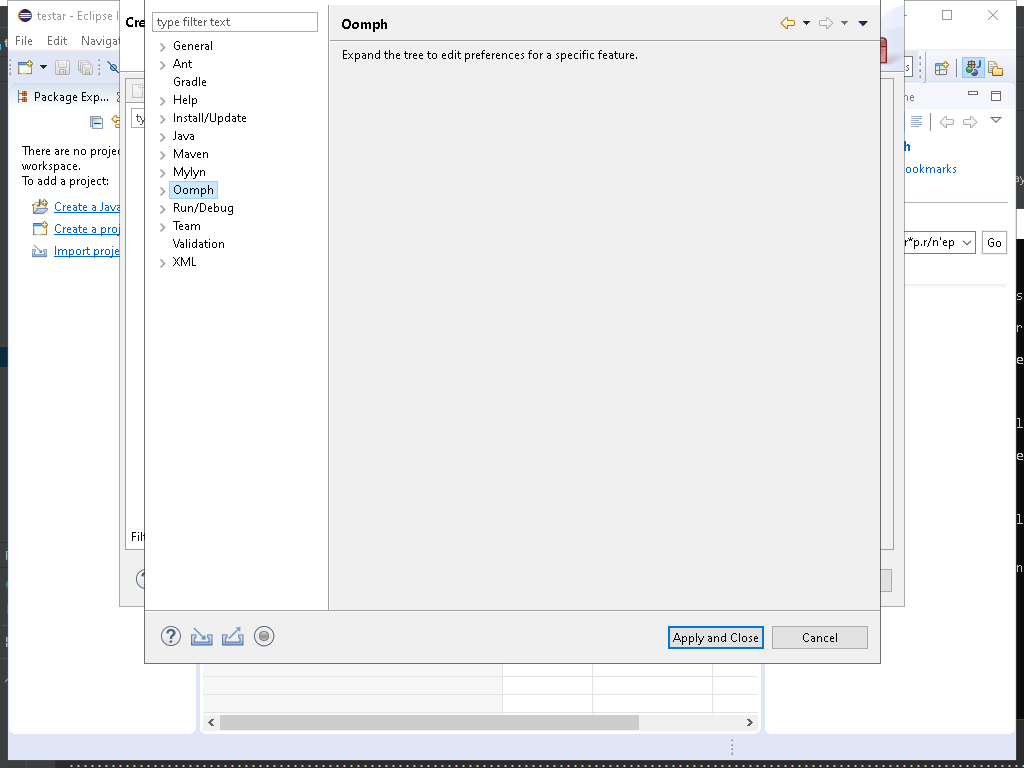 testar - Eclipse I
Cre
File Edit Navigat
type filter text
Oomph
Expand the tree to edit preferences for a specific feature.
General
Ant
Gradle
Help
Install/Update
Java
Maven
Mylyn
Oomph
Run/Debug
Team
Validation
XML
Package Exp...
There are no projec
workspace.
To add a project:
Create a Java
Create a proj
Import proje
ty
Filt
ne
h
ookmarks
r*p.r/n'ep
Go
?
Apply and Close
Cancel